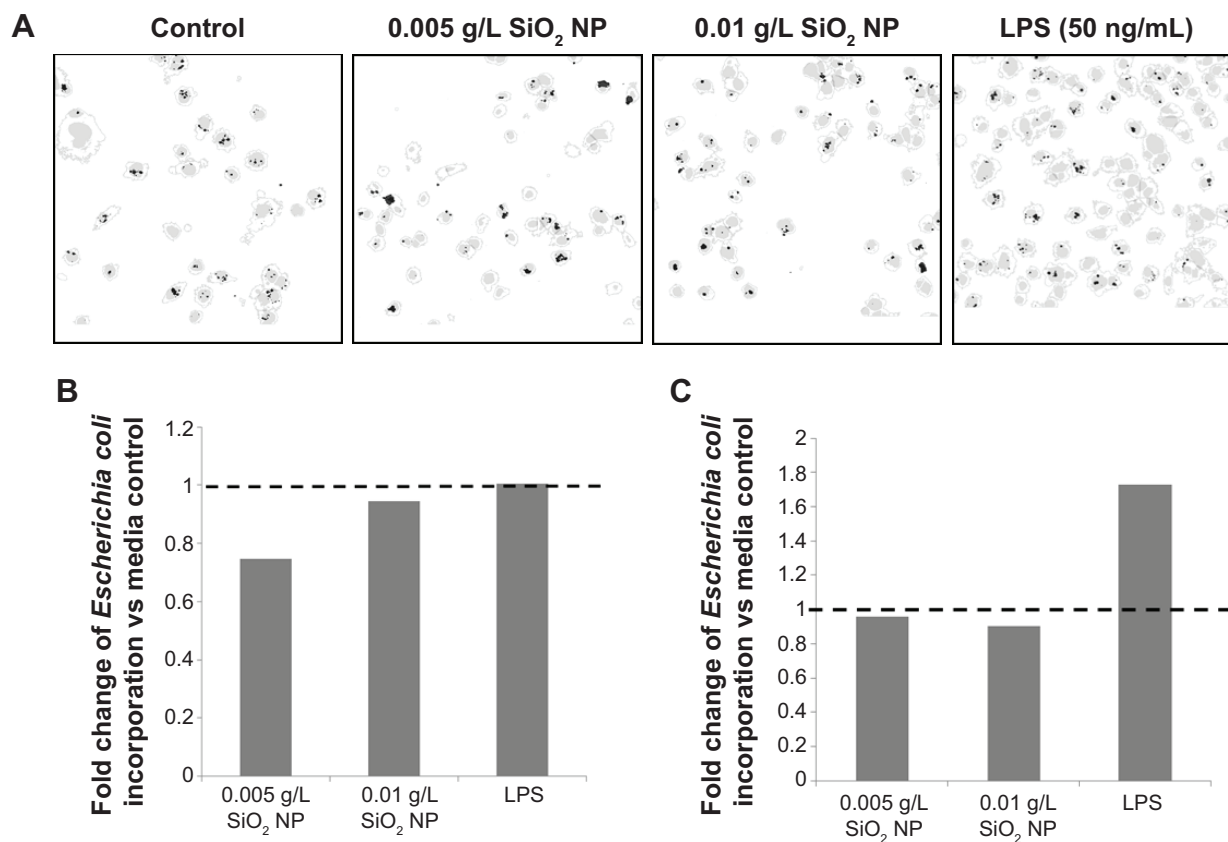 A
Control
0.005 g/L SiO₂ NP
0.01 g/L SiO₂ NP
LPS (50 ng/mL)
B
Fold change of Escherichia coli
incorporation vs media control
1.2
1
0.8
0.6
0.4
0.2
0
0.005 g/L
SiO₂ NP
0.01 g/L
SiO₂ NP
LPS
C
Fold change of Escherichia coli
incorporation vs media control
2
1.8
1.6
1.4
1.2
1
0.8
0.6
0.4
0.2
0
0.005 g/L
SiO₂ NP
0.01 g/L
SiO₂ NP
LPS